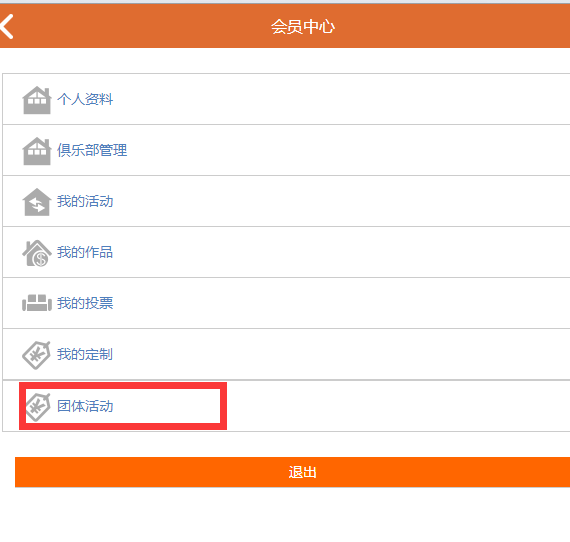 会员中心
个人资料
俱乐部管理
我的活动
我的作品
我的投票
我的定制
团体活动
退出